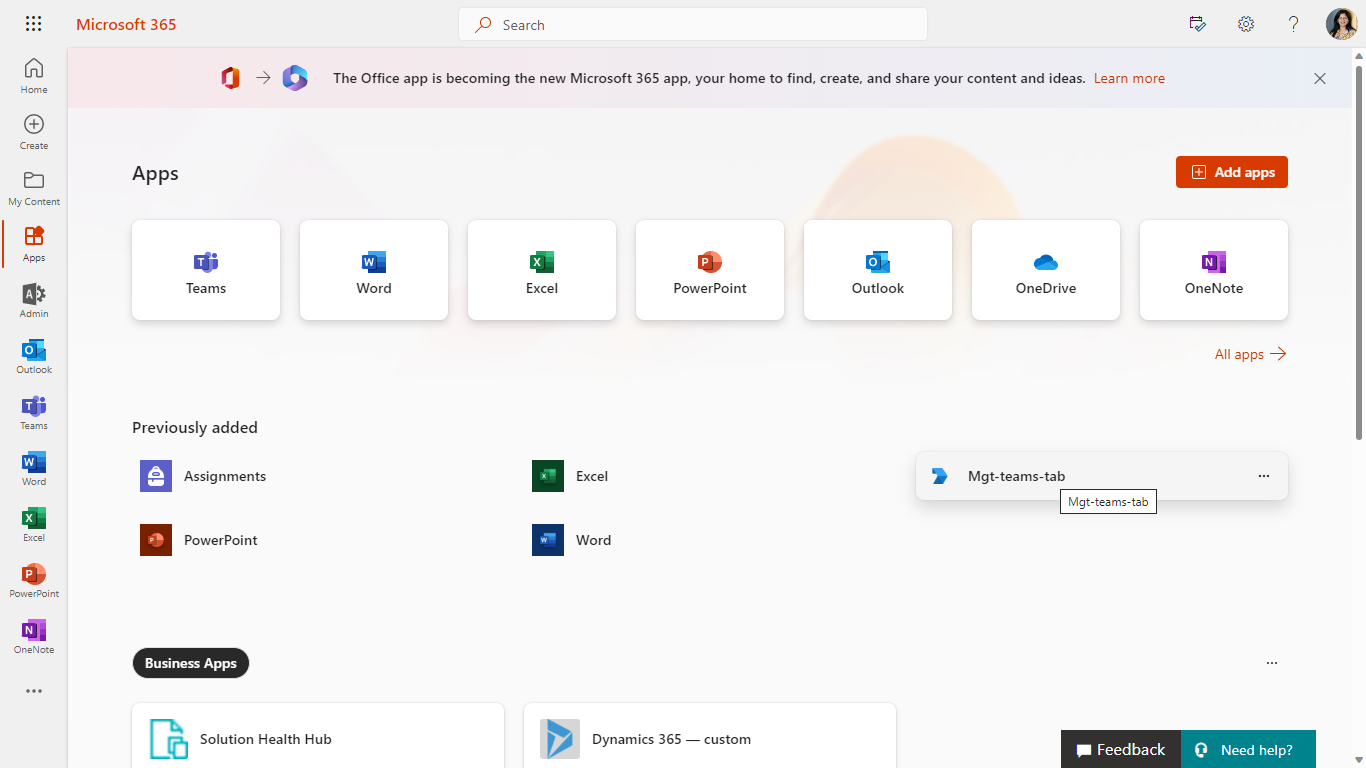 Microsoft 365
Search
Home
Create
My Content
Apps
Admin
Outlook
Teams
Word
Excel
PowerPoint
OneNote
The Office app is becoming the new Microsoft 365 app, your home to find, create, and share your content and ideas. Learn more
Apps
Add apps
Teams
Word
Excel
PowerPoint
Outlook
OneDrive
OneNote
All apps
Previously added
Assignments
Excel
Mgt-teams-tab
Mgt-teams-tab
PowerPoint
Word
Business Apps
Solution Health Hub
Dynamics 365 — custom
Feedback
Need help?